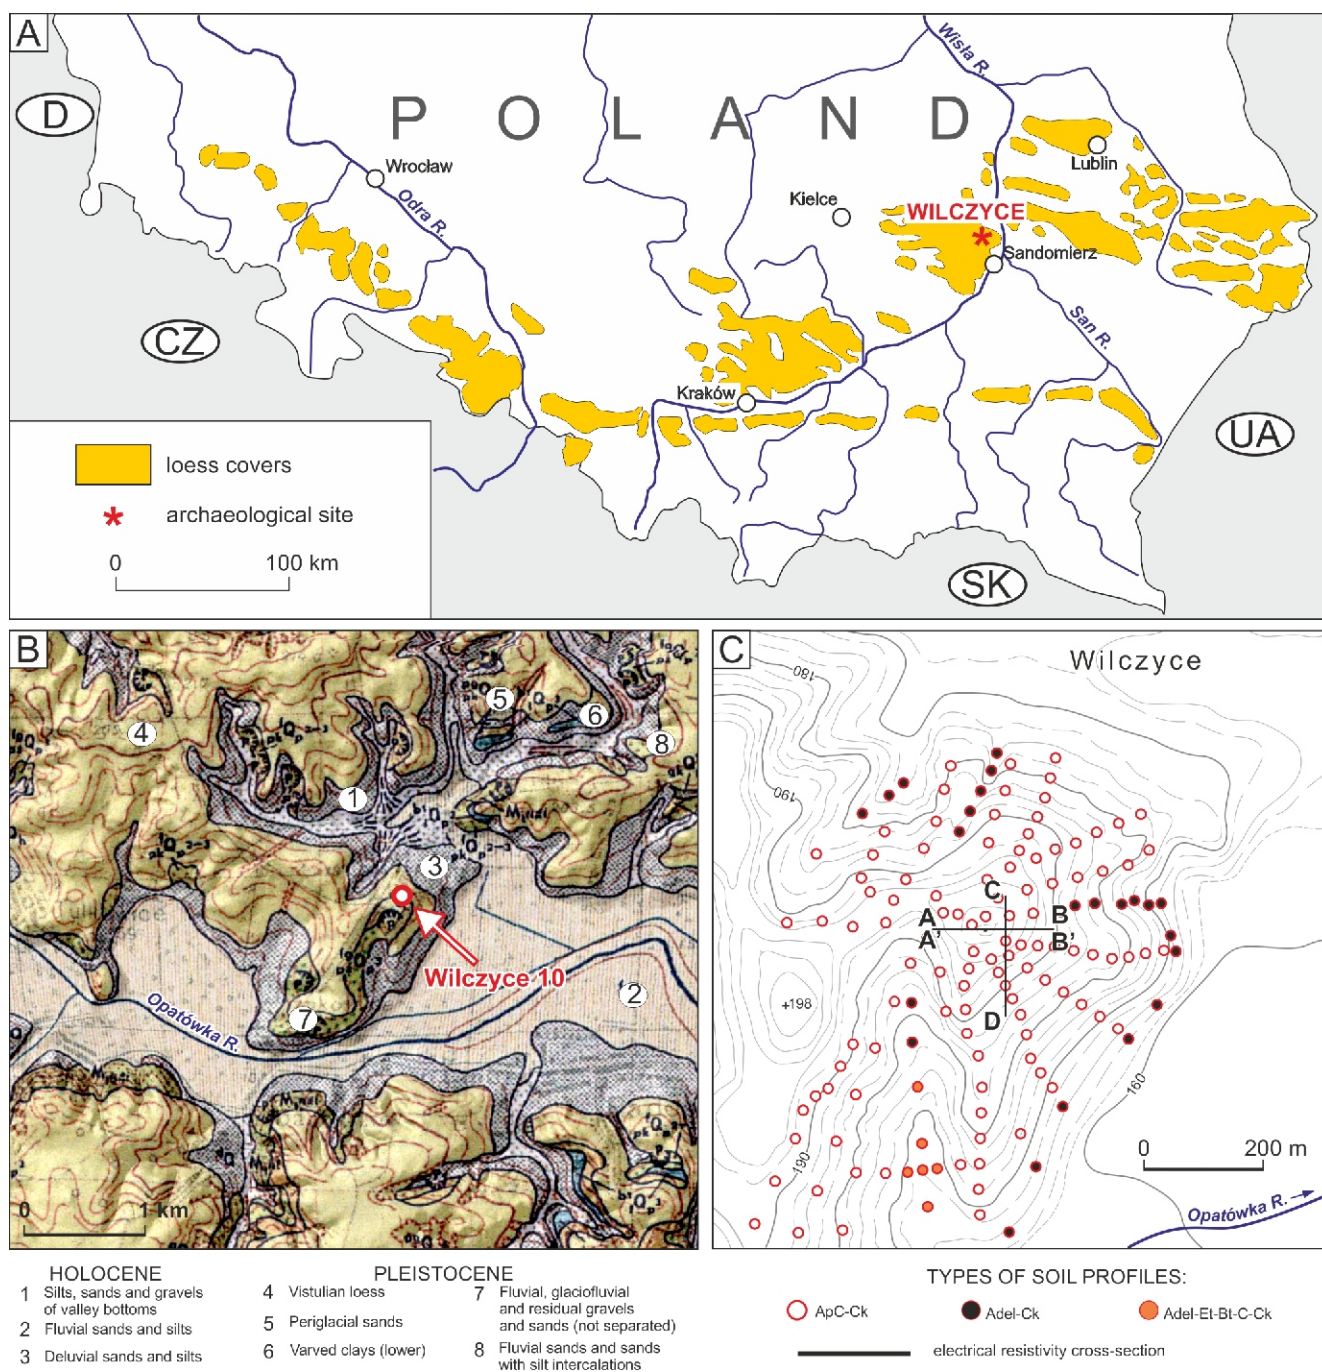 A
D
CZ
SK
UA
P O L A N D
Wisła R.
Wrocław
Odra R.
Kielce
Lublin
WILCZYCE
Sandomierz
San R.
Kraków
loess covers
archaeological site
0 100 km
B
4
5
6
8
1
3
2
7
Wilczyce 10
Opatówka R.
0 1 km
C
Wilczyce
180
190
C
A B
A' B'
+198
D
160
190
0 200 m
Opatówka R.
HOLOCENE
1 Silts, sands and gravels
of valley bottoms
2 Fluvial sands and silts
3 Deluvial sands and silts
PLEISTOCENE
4 Vistulian loess
5 Periglacial sands
6 Varved clays (lower)
7 Fluvial, glaciofluvial
and residual gravels
and sands (not separated)
8 Fluvial sands and sands
with silt intercalations
TYPES OF SOIL PROFILES:
ApC-Ck Adel-Ck Adel-Et-Bt-C-Ck
electrical resistivity cross-section